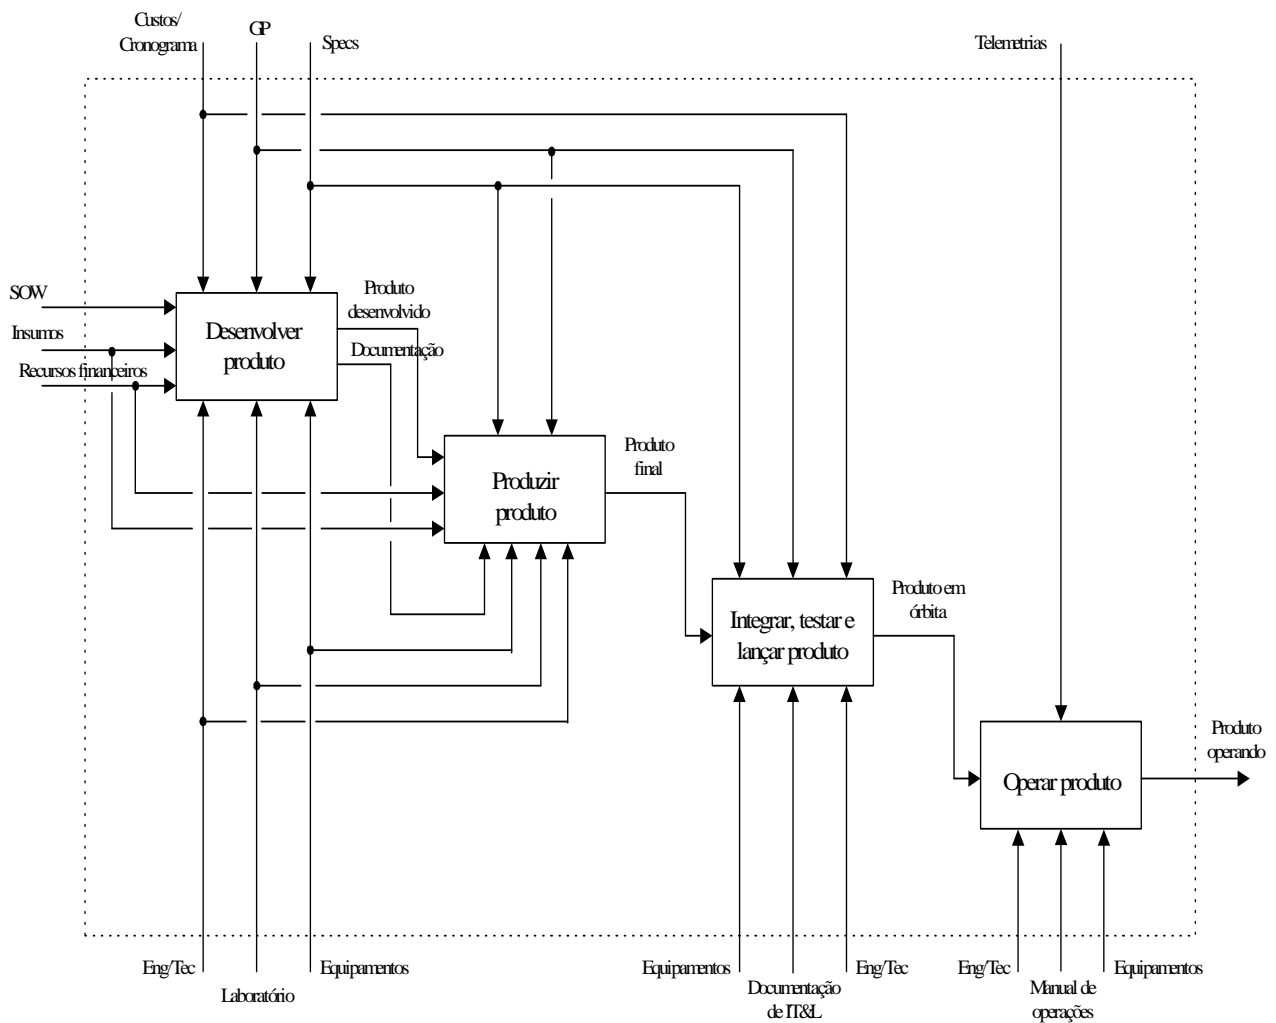 Custos/
Cronograma
GP
Specs
Telemetrias
SOW
Insumos
Recursos financeiros
Desenvolver
produto
Produto
desenvolvido
Documentação
Produzir
produto
Produto
final
Integrar, testar e
lançar produto
Produto em
órbita
Operar produto
Produto
operando
Eng/Tec
Laboratório
Equipamentos
Equipamentos
Documentação
de IT&L
Eng/Tec
Eng/Tec
Manual de
operações
Equipamentos